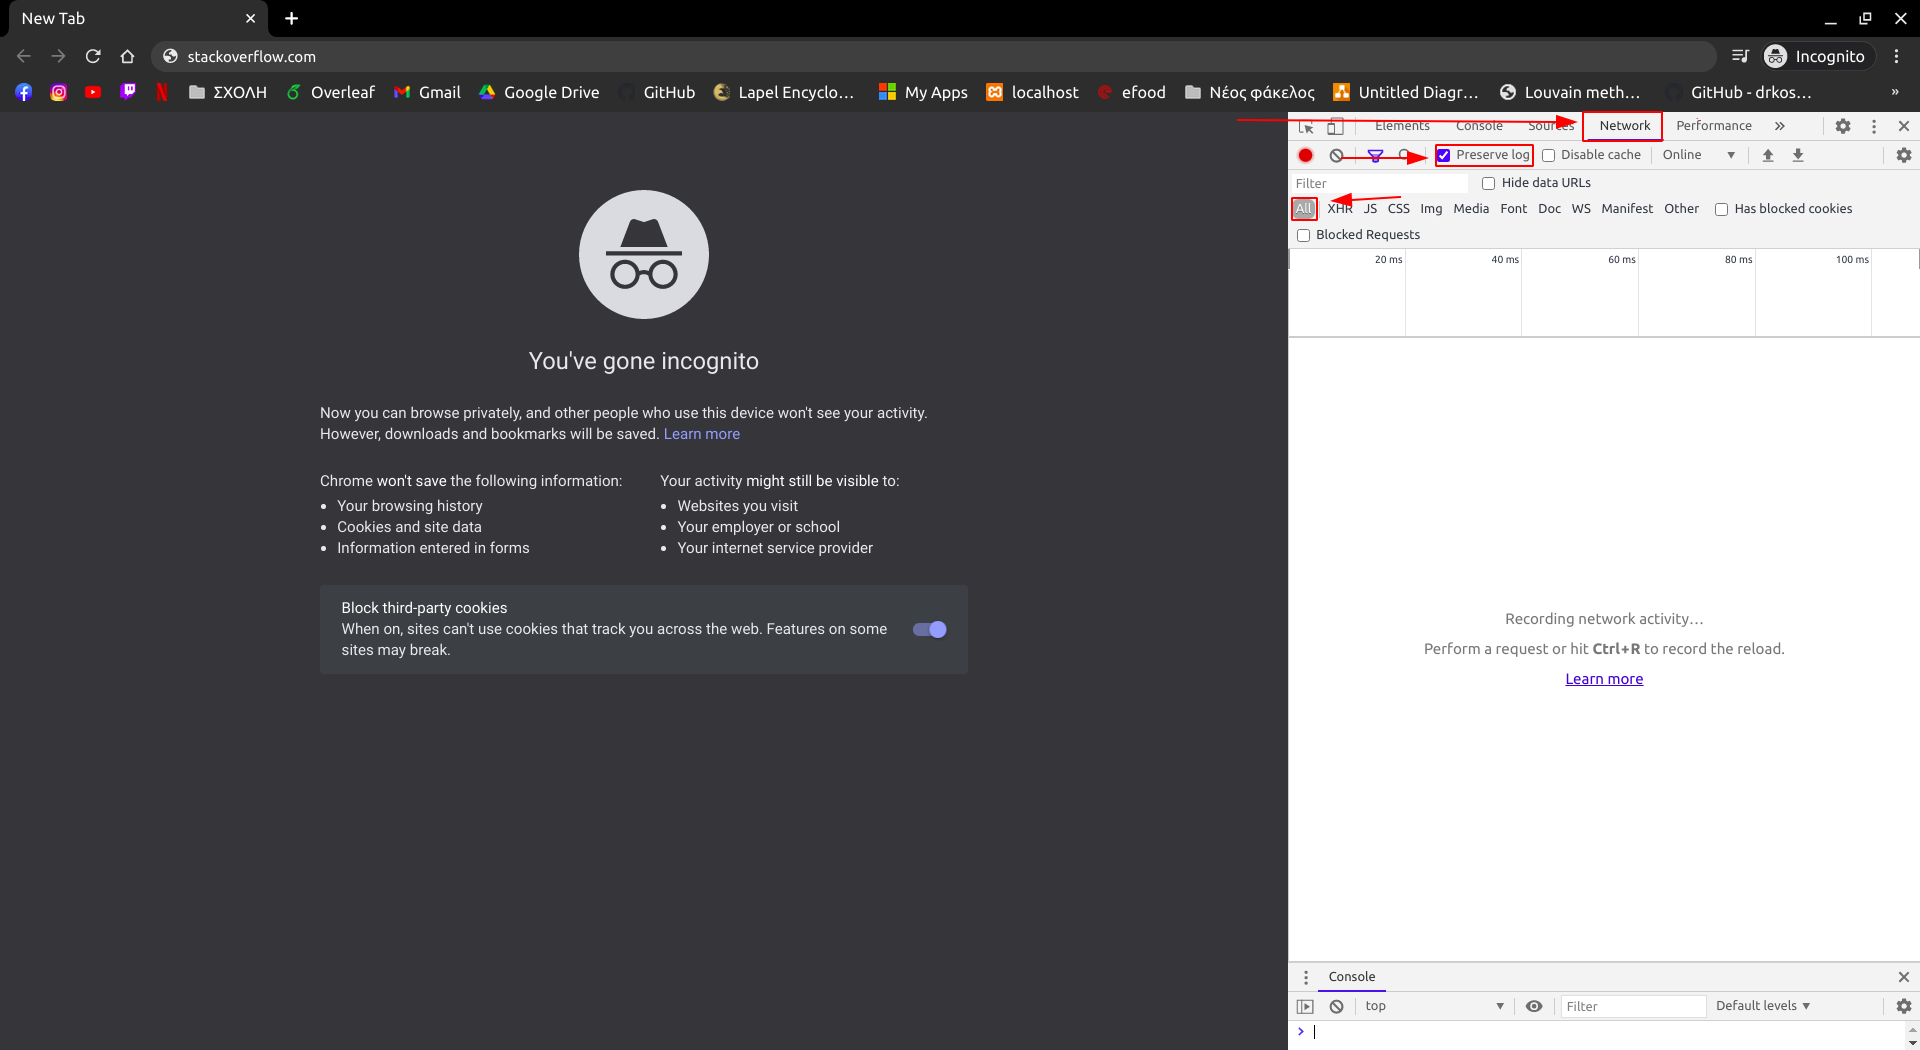 New Tab
stackoverflow.com
Incognito
ΣΧΟΛΗ Overleaf Gmail Google Drive GitHub Lapel Encyclo… My Apps localhost efood Νέος φάκελος Untitled Diagr… Louvain meth… GitHub - drkos… »
You've gone incognito
Now you can browse privately, and other people who use this device won't see your activity.
However, downloads and bookmarks will be saved. Learn more
Chrome won't save the following information:
• Your browsing history
• Cookies and site data
• Information entered in forms
Your activity might still be visible to:
• Websites you visit
• Your employer or school
• Your internet service provider
Block third-party cookies
When on, sites can't use cookies that track you across the web. Features on some
sites may break.
Elements Console Sources Network Performance »
Preserve log Disable cache Online
Filter Hide data URLs
All XHR JS CSS Img Media Font Doc WS Manifest Other Has blocked cookies
Blocked Requests
20 ms 40 ms 60 ms 80 ms 100 ms
Recording network activity…
Perform a request or hit Ctrl+R to record the reload.
Learn more
Console
top Filter Default levels